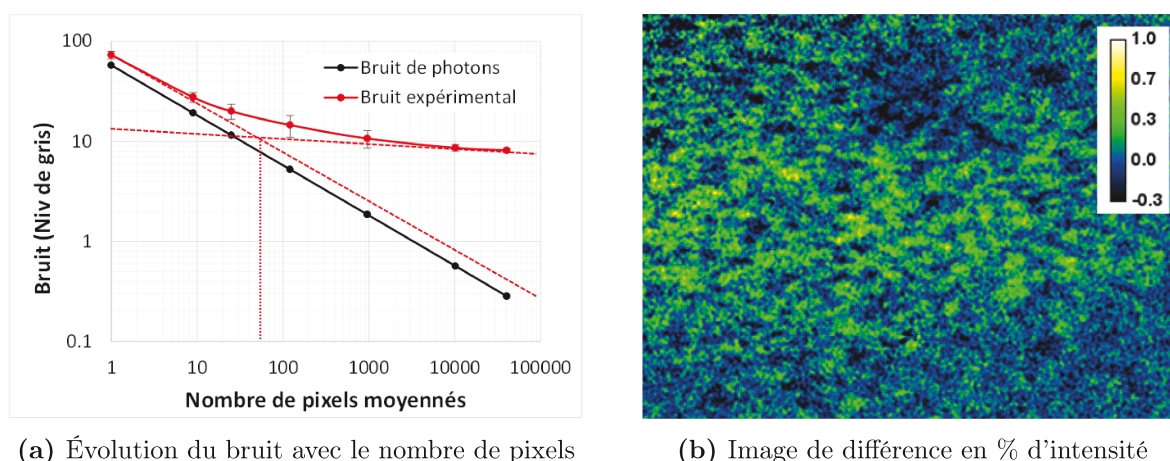 100
10
1
0.1
Bruit (Niv de gris)
Bruit de photons
Bruit expérimental
1 10 100 1000 10000 100000
Nombre de pixels moyennés
(a) Évolution du bruit avec le nombre de pixels
1.0
0.7
0.3
0.0
-0.3
(b) Image de différence en % d'intensité